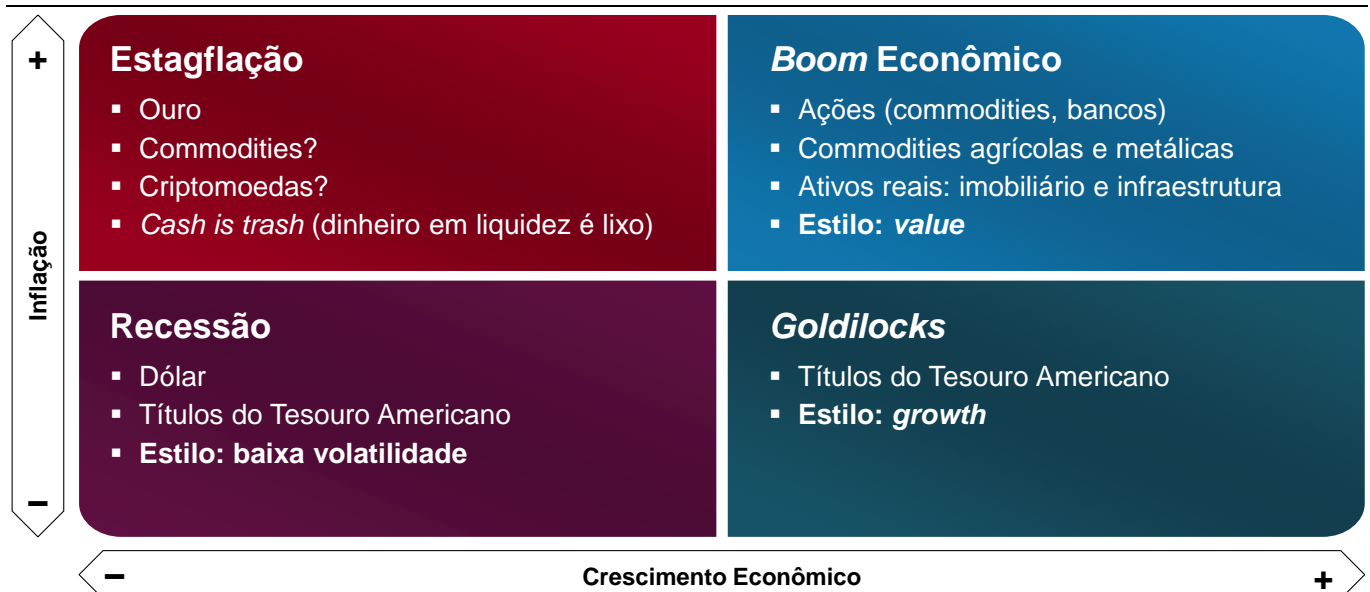 +
Inflação
–
Estagflação
▪ Ouro
▪ Commodities?
▪ Criptomoedas?
▪ Cash is trash (dinheiro em liquidez é lixo)
Boom Econômico
▪ Ações (commodities, bancos)
▪ Commodities agrícolas e metálicas
▪ Ativos reais: imobiliário e infraestrutura
▪ Estilo: value
Recessão
▪ Dólar
▪ Títulos do Tesouro Americano
▪ Estilo: baixa volatilidade
Goldilocks
▪ Títulos do Tesouro Americano
▪ Estilo: growth
– Crescimento Econômico +